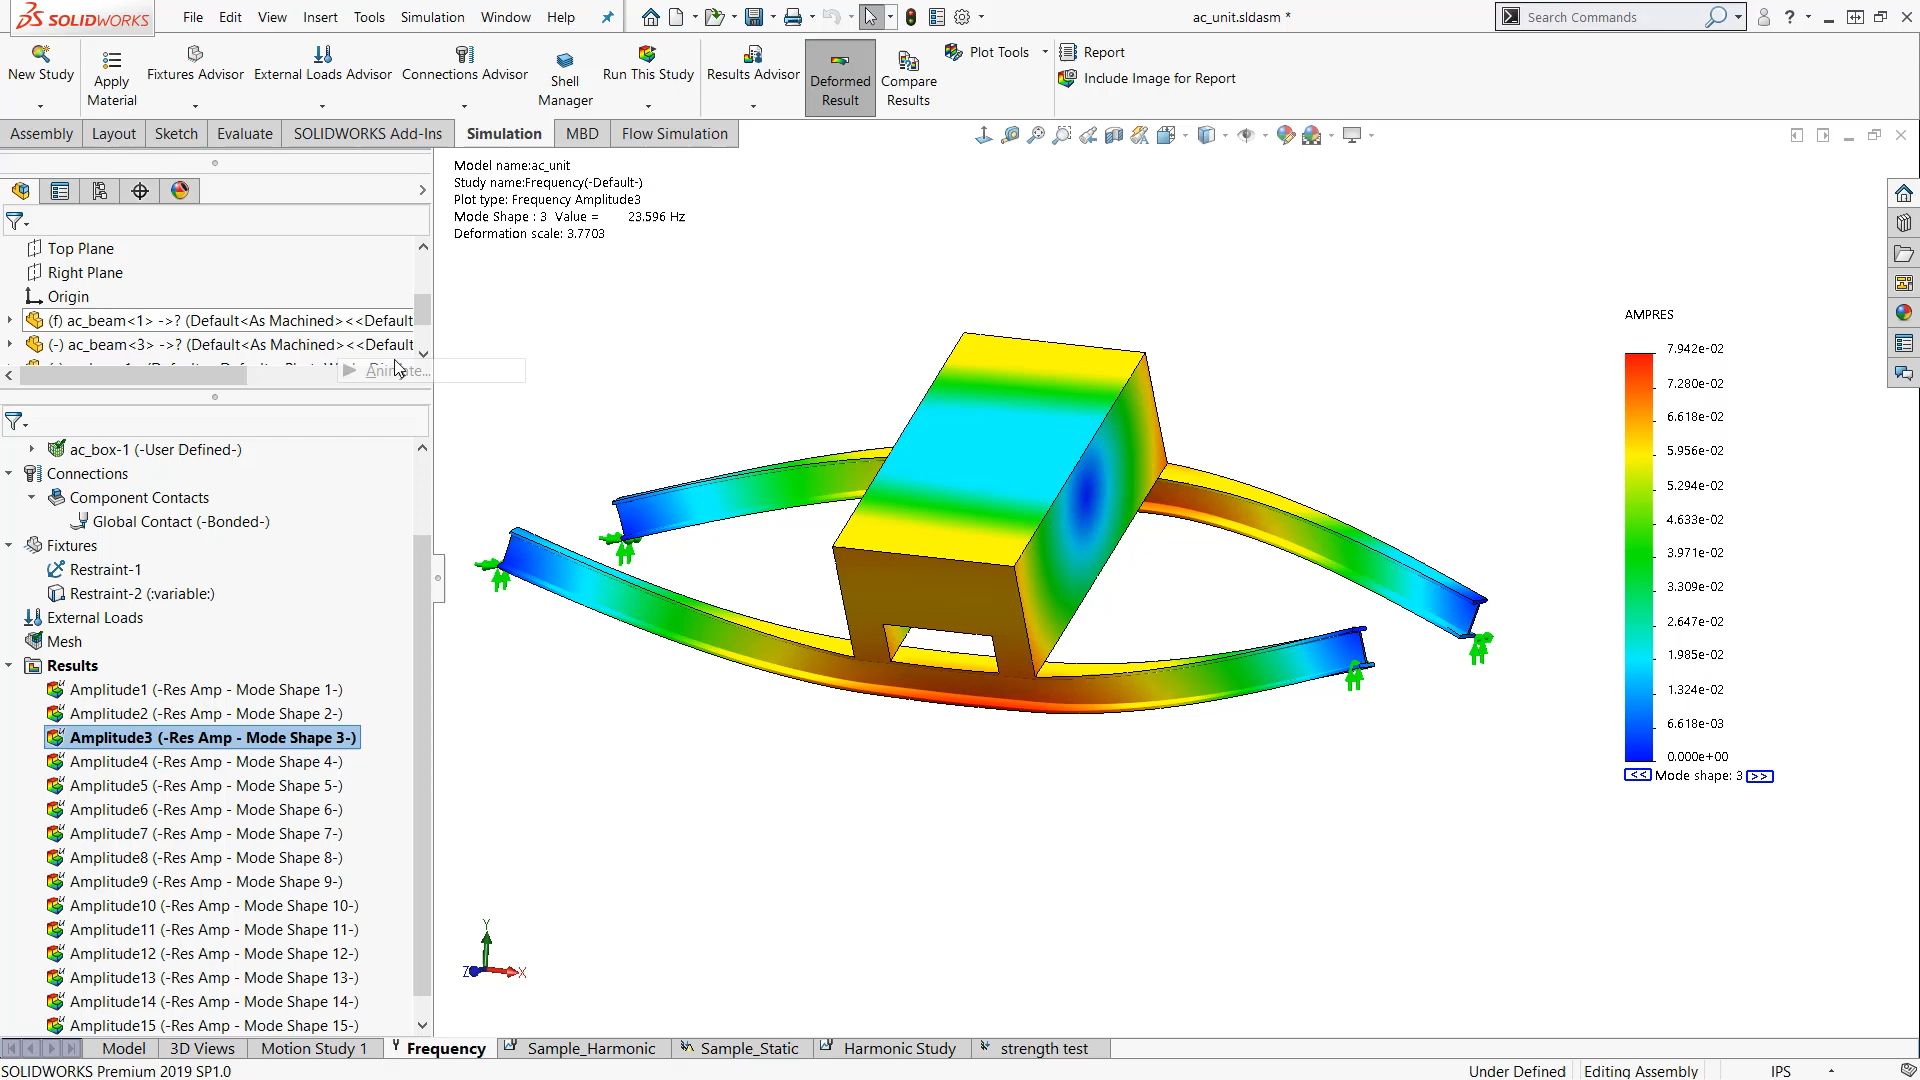 SOLIDWORKS
File Edit View Insert Tools Simulation Window Help
ac_unit.sldasm *
Search Commands
New Study
Apply Material
Fixtures Advisor
External Loads Advisor
Connections Advisor
Shell Manager
Run This Study
Results Advisor
Deformed Result
Compare Results
Plot Tools
Report
Include Image for Report
Assembly Layout Sketch Evaluate SOLIDWORKS Add-Ins Simulation MBD Flow Simulation
Model name:ac_unit
Study name:Frequency(-Default-)
Plot type: Frequency Amplitude3
Mode Shape : 3 Value = 23.596 Hz
Deformation scale: 3.7703
Top Plane
Right Plane
Origin
(f) ac_beam<1> ->? (Default<As Machined><<Default
(-) ac_beam<3> ->? (Default<As Machined><<Default
Animate...
ac_box-1 (-User Defined-)
Connections
Component Contacts
Global Contact (-Bonded-)
Fixtures
Restraint-1
Restraint-2 (:variable:)
External Loads
Mesh
Results
Amplitude1 (-Res Amp - Mode Shape 1-)
Amplitude2 (-Res Amp - Mode Shape 2-)
Amplitude3 (-Res Amp - Mode Shape 3-)
Amplitude4 (-Res Amp - Mode Shape 4-)
Amplitude5 (-Res Amp - Mode Shape 5-)
Amplitude6 (-Res Amp - Mode Shape 6-)
Amplitude7 (-Res Amp - Mode Shape 7-)
Amplitude8 (-Res Amp - Mode Shape 8-)
Amplitude9 (-Res Amp - Mode Shape 9-)
Amplitude10 (-Res Amp - Mode Shape 10-)
Amplitude11 (-Res Amp - Mode Shape 11-)
Amplitude12 (-Res Amp - Mode Shape 12-)
Amplitude13 (-Res Amp - Mode Shape 13-)
Amplitude14 (-Res Amp - Mode Shape 14-)
Amplitude15 (-Res Amp - Mode Shape 15-)
AMPRES
7.942e-02
7.280e-02
6.618e-02
5.956e-02
5.294e-02
4.633e-02
3.971e-02
3.309e-02
2.647e-02
1.985e-02
1.324e-02
6.618e-03
0.000e+00
<< Mode shape: 3 >>
Y
Z X
Model 3D Views Motion Study 1 Frequency Sample_Harmonic Sample_Static Harmonic Study strength test
SOLIDWORKS Premium 2019 SP1.0
Under Defined Editing Assembly IPS